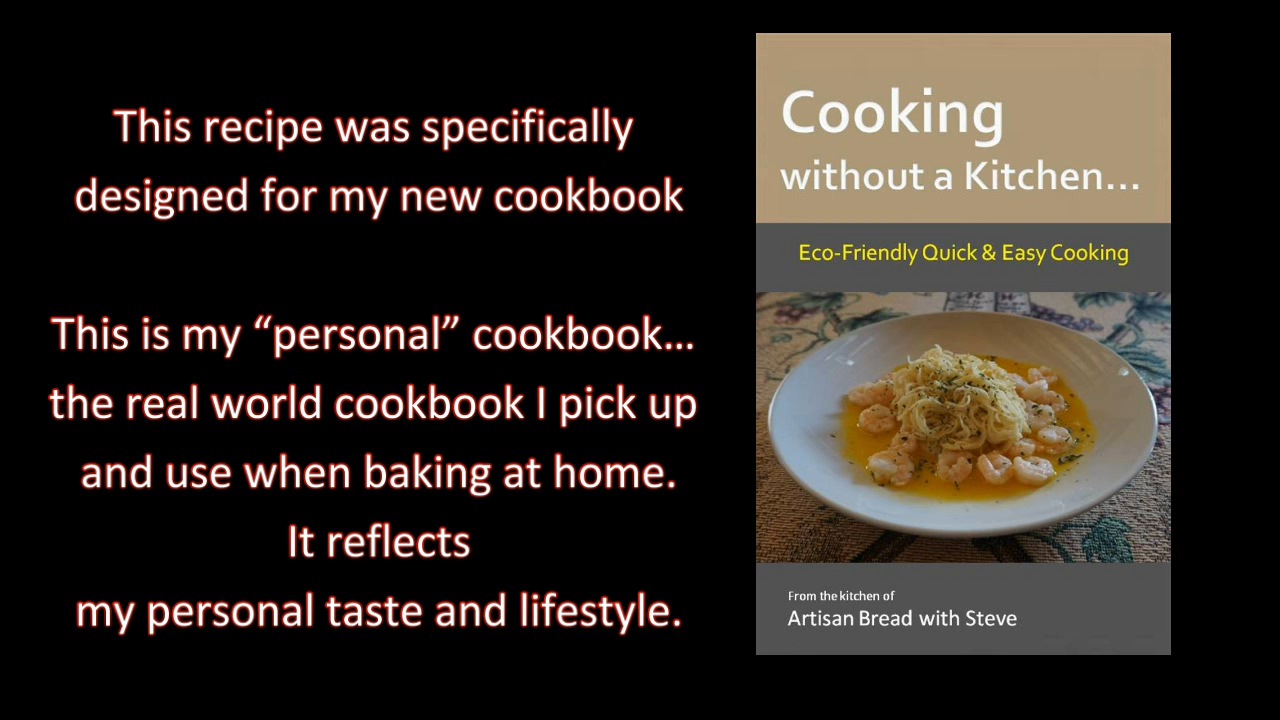 This recipe was specifically
designed for my new cookbook
This is my “personal” cookbook...
the real world cookbook I pick up
and use when baking at home.
It reflects
my personal taste and lifestyle.
Cooking
without a Kitchen...
Eco-Friendly Quick & Easy Cooking
From the kitchen of
Artisan Bread with Steve